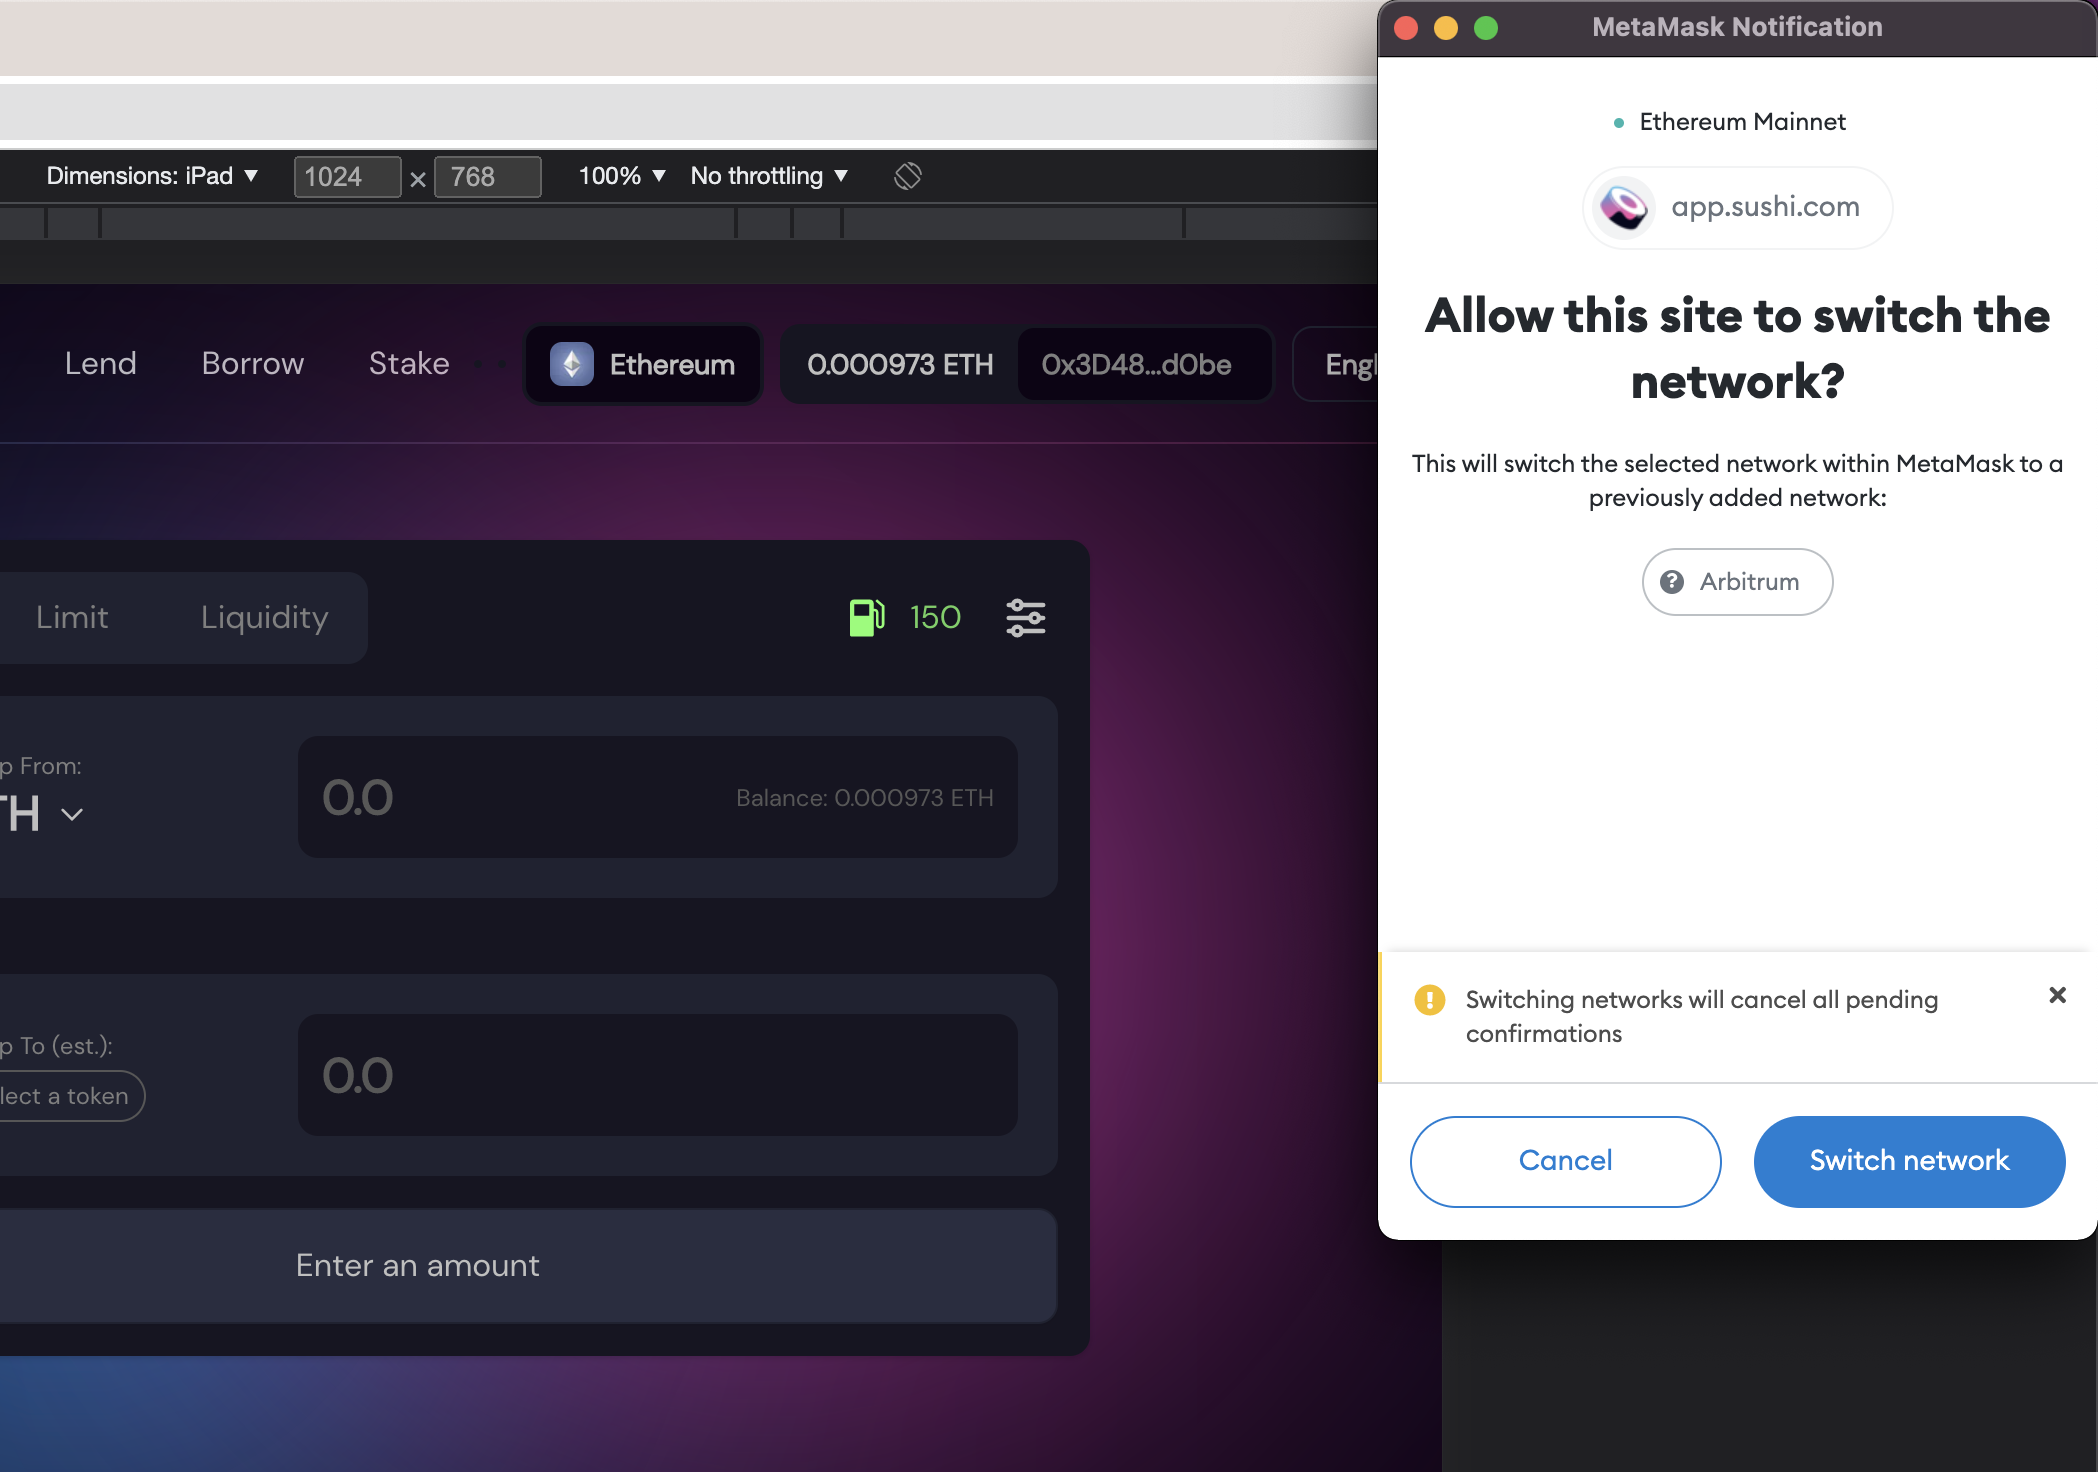 Dimensions: iPad
1024 × 768
100%
No throttling
Lend
Borrow
Stake
Ethereum
0.000973 ETH
0x3D48...d0be
Engl
Limit
Liquidity
150
p From:
TH
0.0
Balance: 0.000973 ETH
p To (est.):
lect a token
0.0
Enter an amount
MetaMask Notification
Ethereum Mainnet
app.sushi.com
Allow this site to switch the
network?
This will switch the selected network within MetaMask to a
previously added network:
? Arbitrum
Switching networks will cancel all pending
confirmations
Cancel
Switch network